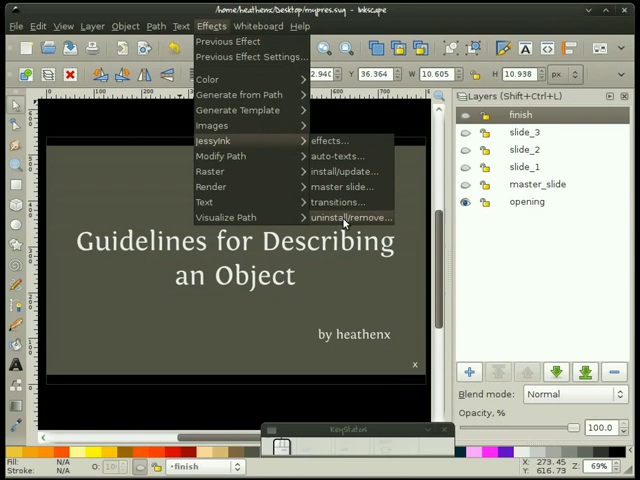 /home/heathenx/Desktop/mypres.svg - Inkscape
File Edit View Layer Object Path Text Effects Whiteboard Help
Previous Effect
Previous Effect Settings...
2.940 Y 36.364 W 10.605 H 10.938 px
Color
Generate from Path
Generate Template
Images
JessyInk
Modify Path
Raster
Render
Text
Visualize Path
effects...
auto-texts...
install/update...
master slide...
transitions...
uninstall/remove...
Layers (Shift+Ctrl+L)
finish
slide_3
slide_2
slide_1
master_slide
opening
Guidelines for Describing
an Object
by heathenx
x
Blend mode: Normal
Opacity, %
100.0
KeyStatus
Fill: N/A
Stroke: N/A
O:
finish
X: 273.45
Y: 616.73
Z: 69%